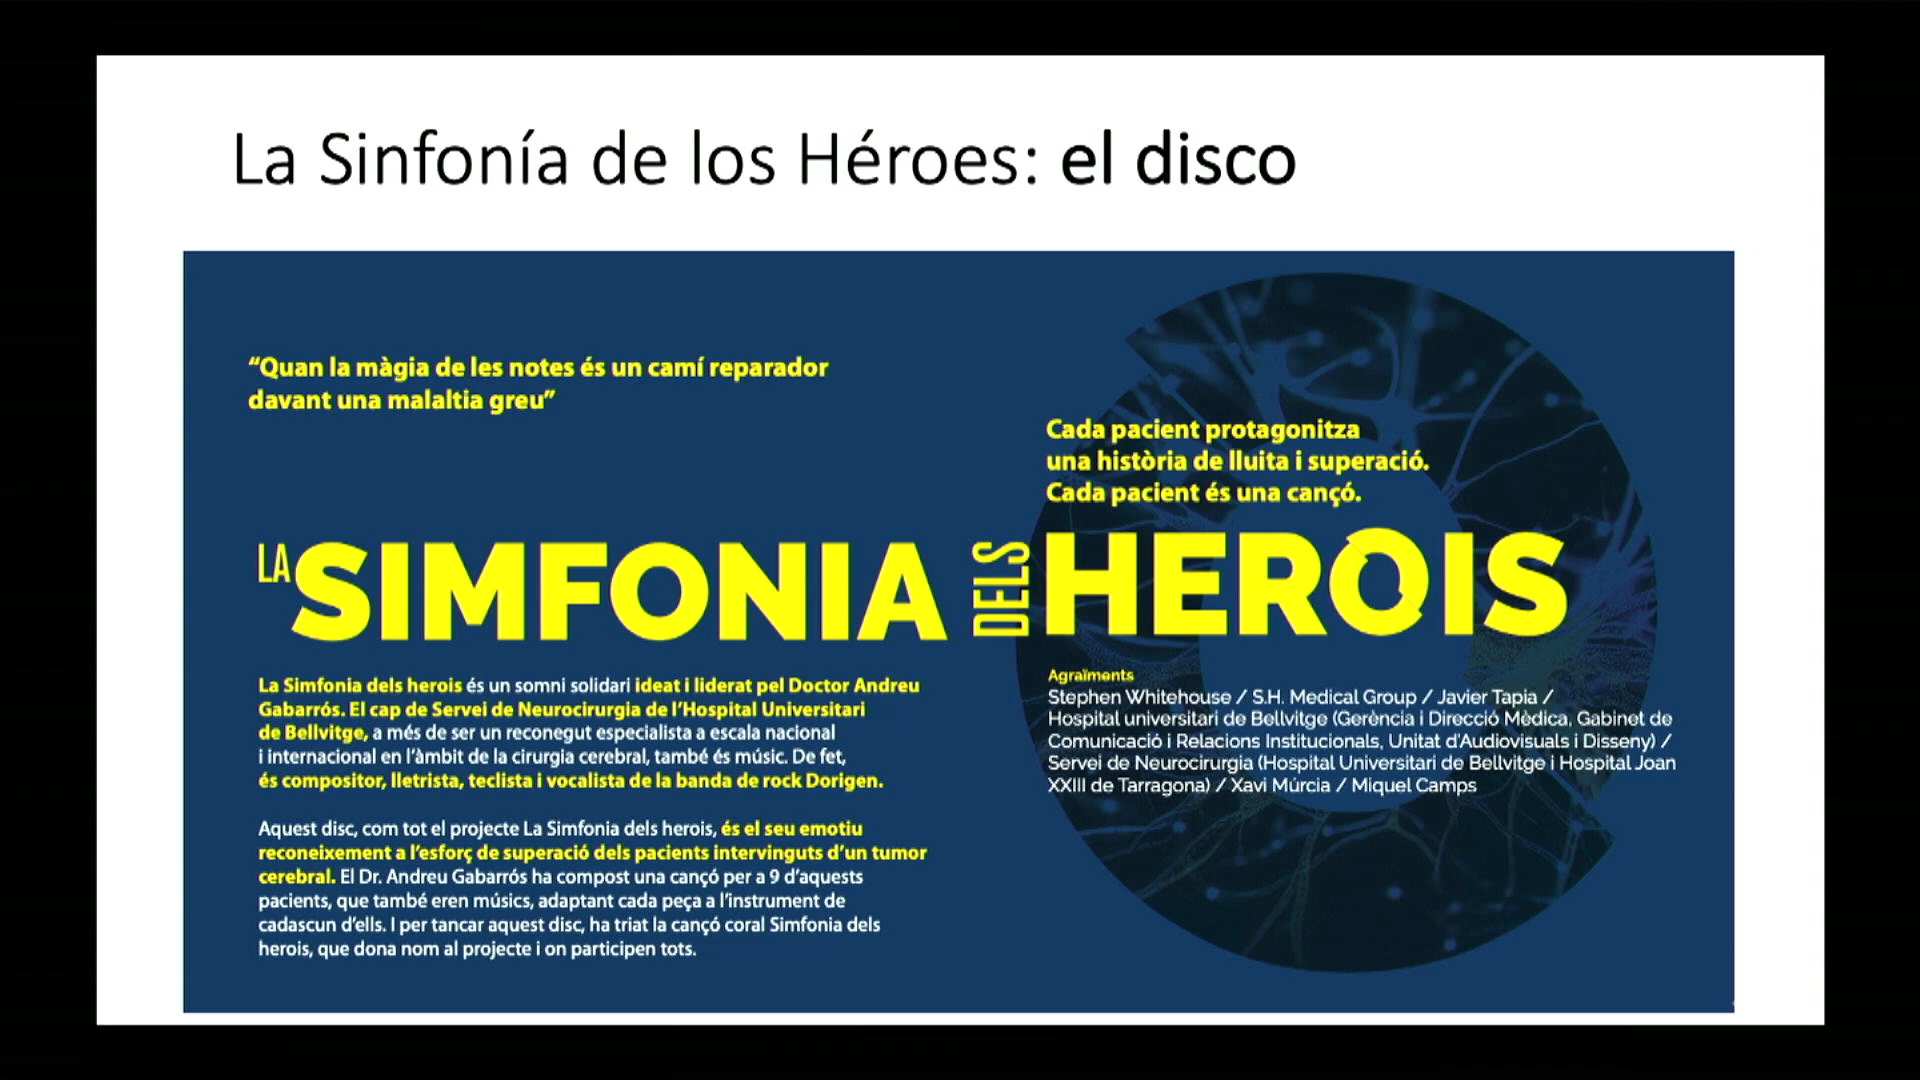 La Sinfonía de los Héroes: el disco
“Quan la màgia de les notes és un camí reparador
davant una malaltia greu”
Cada pacient protagonitza
una història de lluita i superació.
Cada pacient és una cançó.
LA SIMFONIA DELS HEROIS
La Simfonia dels herois és un somni solidari ideat i liderat pel Doctor Andreu
Gabarrós. El cap de Servei de Neurocirurgia de l’Hospital Universitari
de Bellvitge, a més de ser un reconegut especialista a escala nacional
i internacional en l’àmbit de la cirurgia cerebral, també és músic. De fet,
és compositor, lletrista, teclista i vocalista de la banda de rock Dorigen.
Aquest disc, com tot el projecte La Simfonia dels herois, és el seu emotiu
reconeixement a l’esforç de superació dels pacients intervinguts d’un tumor
cerebral. El Dr. Andreu Gabarrós ha compost una cançó per a 9 d’aquests
pacients, que també eren músics, adaptant cada peça a l’instrument de
cadascun d’ells. I per tancar aquest disc, ha triat la cançó coral Simfonia dels
herois, que dona nom al projecte i on participen tots.
Agraïments
Stephen Whitehouse / S.H. Medical Group / Javier Tapia /
Hospital universitari de Bellvitge (Gerència i Direcció Mèdica, Gabinet de
Comunicació i Relacions Institucionals, Unitat d’Audiovisuals i Disseny) /
Servei de Neurocirurgia (Hospital Universitari de Bellvitge i Hospital Joan
XXIII de Tarragona) / Xavi Múrcia / Miquel Camps